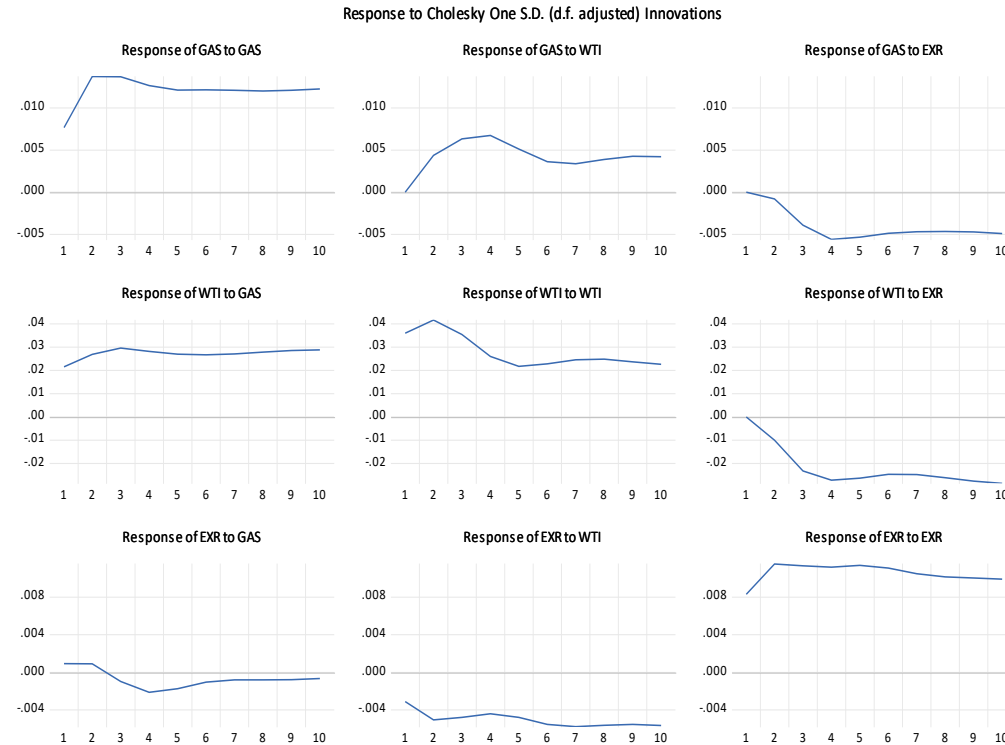 Response to Cholesky One S.D. (d.f. adjusted) Innovations
Response of GAS to GAS
.010
.005
.000
-.005
1 2 3 4 5 6 7 8 9 10
Response of GAS to WTI
.010
.005
.000
-.005
1 2 3 4 5 6 7 8 9 10
Response of GAS to EXR
.010
.005
.000
-.005
1 2 3 4 5 6 7 8 9 10
Response of WTI to GAS
.04
.03
.02
.01
.00
-.01
-.02
1 2 3 4 5 6 7 8 9 10
Response of WTI to WTI
.04
.03
.02
.01
.00
-.01
-.02
1 2 3 4 5 6 7 8 9 10
Response of WTI to EXR
.04
.03
.02
.01
.00
-.01
-.02
1 2 3 4 5 6 7 8 9 10
Response of EXR to GAS
.008
.004
.000
-.004
1 2 3 4 5 6 7 8 9 10
Response of EXR to WTI
.008
.004
.000
-.004
1 2 3 4 5 6 7 8 9 10
Response of EXR to EXR
.008
.004
.000
-.004
1 2 3 4 5 6 7 8 9 10